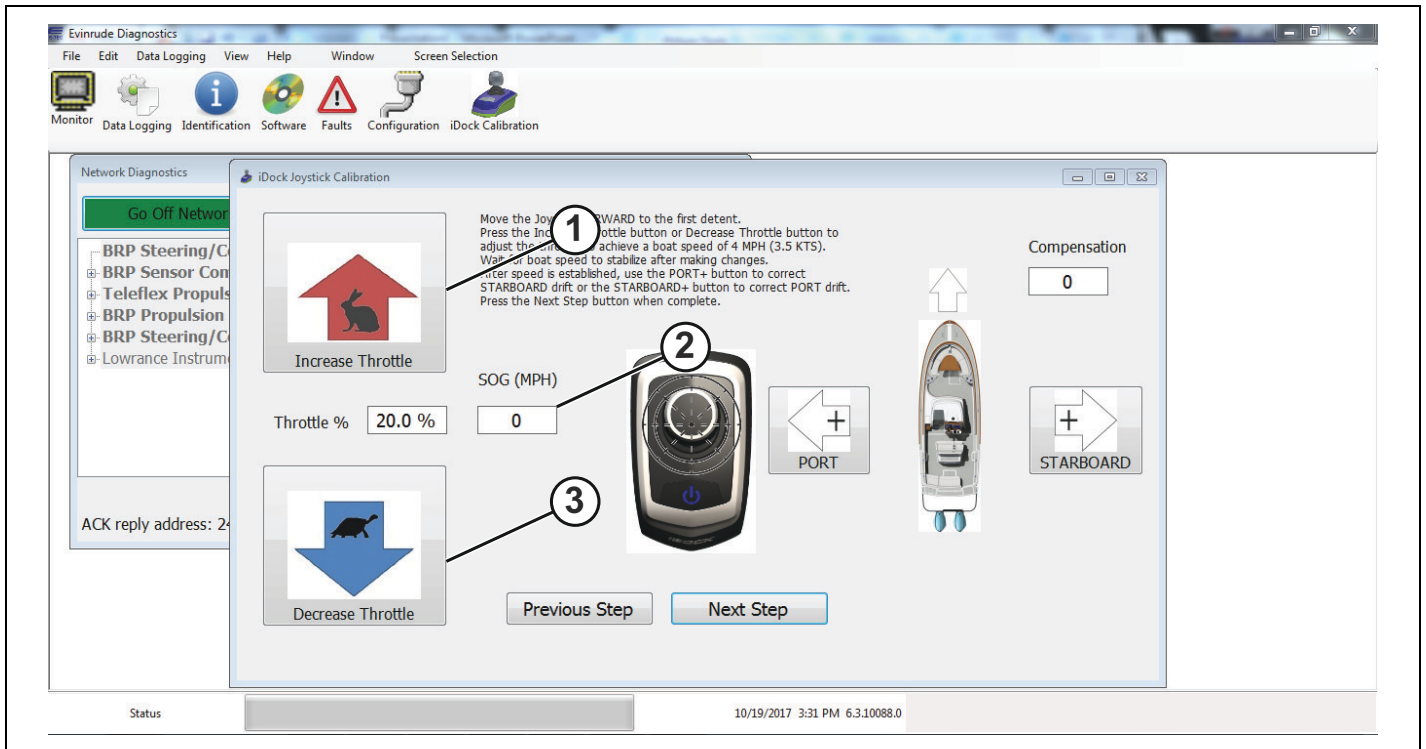 Evinrude Diagnostics
File Edit Data Logging View Help Window Screen Selection
Monitor Data Logging Identification Software Faults Configuration iDock Calibration
Network Diagnostics
iDock Joystick Calibration
Go Off Networ
BRP Steering/C
BRP Sensor Con
Teleflex Propuls
BRP Propulsion
BRP Steering/C
Lowrance Instrum
ACK reply address: 24
Move the Joy WARD to the first detent.
Press the Inc ottle button or Decrease Throttle button to
adjust the achieve a boat speed of 4 MPH (3.5 KTS).
Wait for boat speed to stabilize after making changes.
After speed is established, use the PORT+ button to correct
STARBOARD drift or the STARBOARD+ button to correct PORT drift.
Press the Next Step button when complete.
1
Increase Throttle
2
SOG (MPH)
Throttle % 20.0 % 0
3
Decrease Throttle
+
PORT
Compensation
0
+
STARBOARD
Previous Step Next Step
Status 10/19/2017 3:31 PM 6.3.10088.0